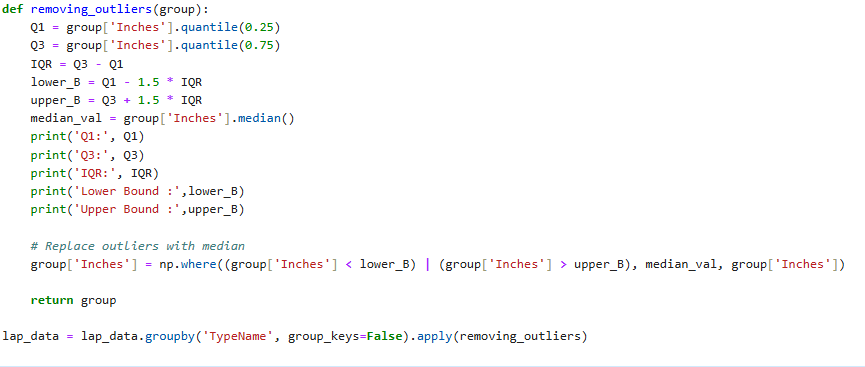 def removing_outliers(group):
    Q1 = group['Inches'].quantile(0.25)
    Q3 = group['Inches'].quantile(0.75)
    IQR = Q3 - Q1
    lower_B = Q1 - 1.5 * IQR
    upper_B = Q3 + 1.5 * IQR
    median_val = group['Inches'].median()
    print('Q1:', Q1)
    print('Q3:', Q3)
    print('IQR:', IQR)
    print('Lower Bound :',lower_B)
    print('Upper Bound :',upper_B)
    # Replace outliers with median
    group['Inches'] = np.where((group['Inches'] < lower_B) | (group['Inches'] > upper_B), median_val, group['Inches'])
    return group
lap_data = lap_data.groupby('TypeName', group_keys=False).apply(removing_outliers)